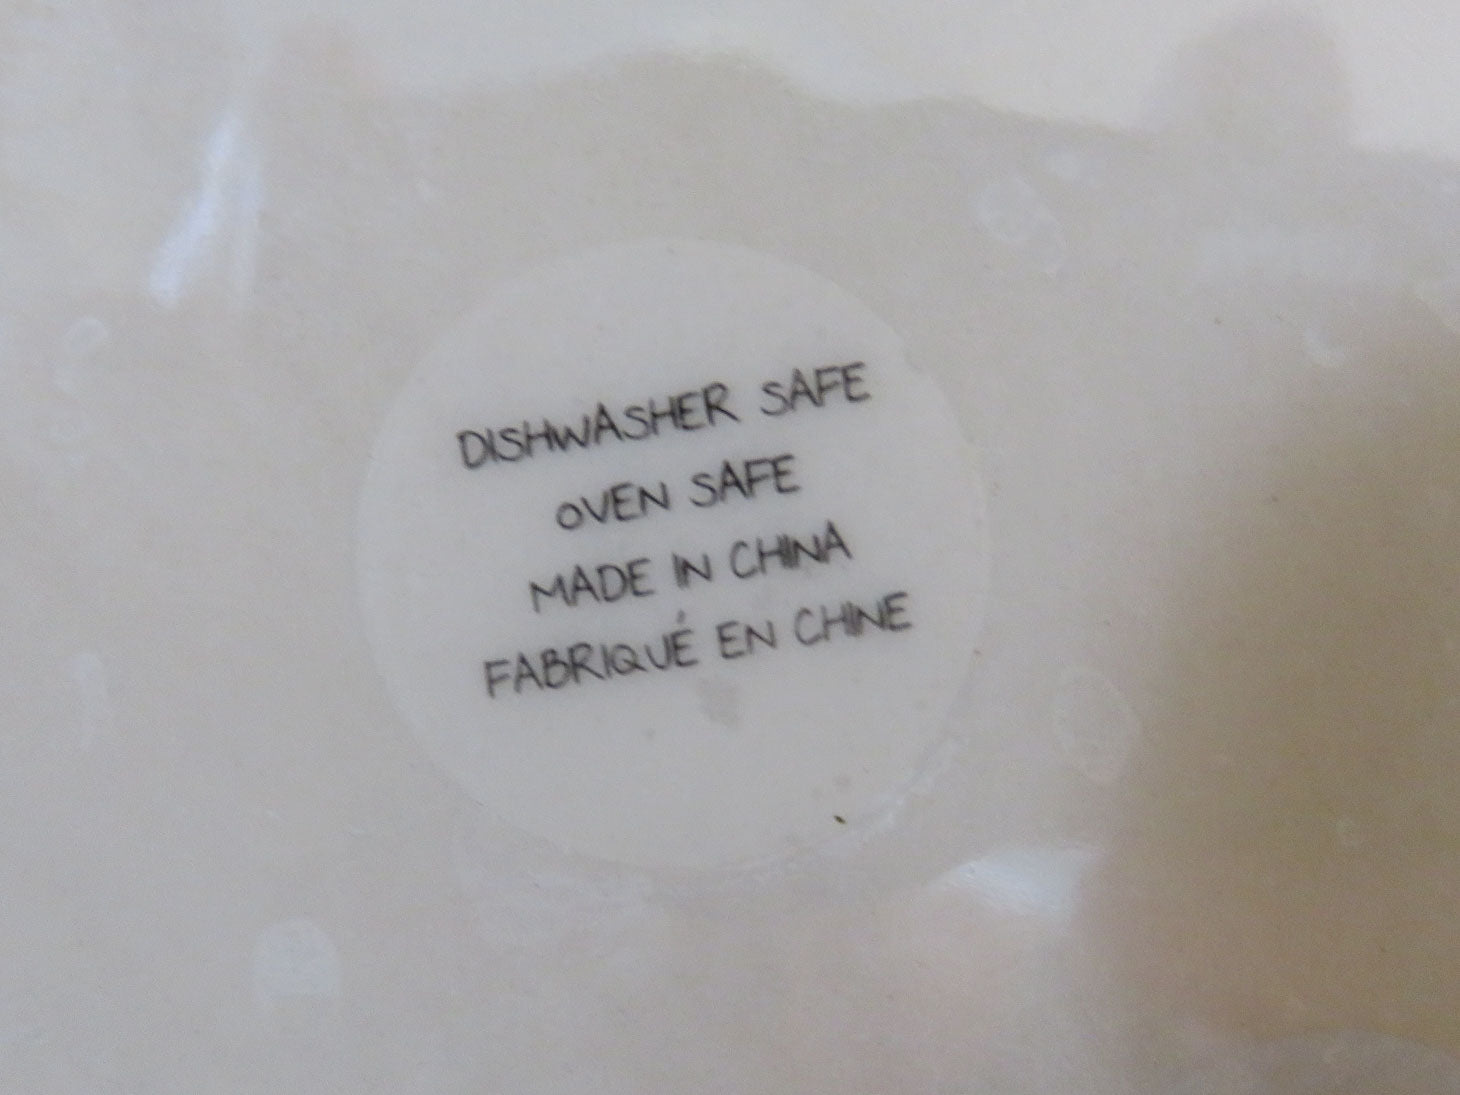 DISHWASHER SAFE
OVEN SAFE
MADE IN CHINA
FABRIQUÉ EN CHINE